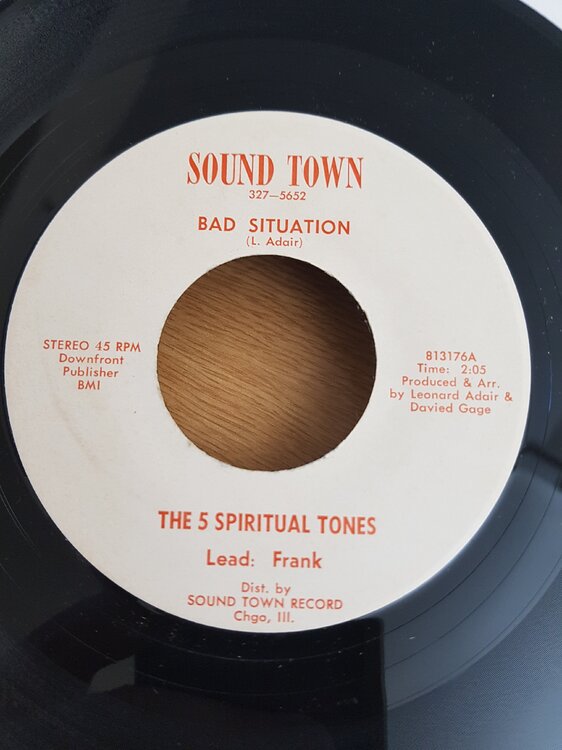 SOUND TOWN
327—5652
BAD SITUATION
(L. Adair)
STEREO 45 RPM
Downfront
Publisher
BMI
813176A
Time: 2:05
Produced & Arr.
by Leonard Adair &
Davied Gage
THE 5 SPIRITUAL TONES
Lead: Frank
Dist. by
SOUND TOWN RECORD
Chgo, Ill.